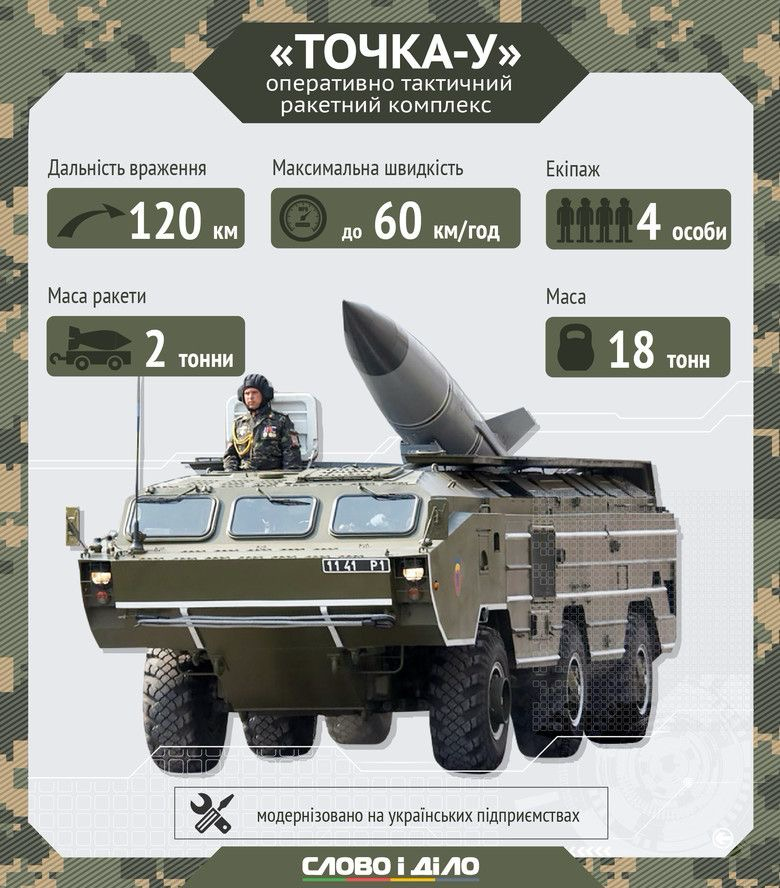 «ТОЧКА-У»
оперативно тактичний
ракетний комплекс
Дальність враження
120 км
Максимальна швидкість
до 60 км/год
Екіпаж
4 особи
Маса ракети
2 тонни
Маса
18 тонн
11 41 Р1
модернізовано на українських підприємствах
СЛОВО і ДІЛО